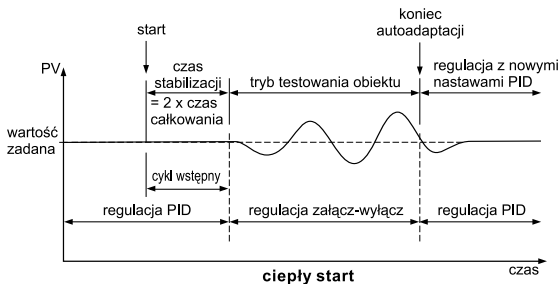 start
koniec
autoadaptacji
PV
czas
stabilizacji
= 2 x czas
całkowania
tryb testowania obiektu
regulacja z nowymi
nastawami PID
wartość
zadana
cykl wstępny
regulacja PID
regulacja załącz-wyłącz
regulacja PID
ciepły start
czas